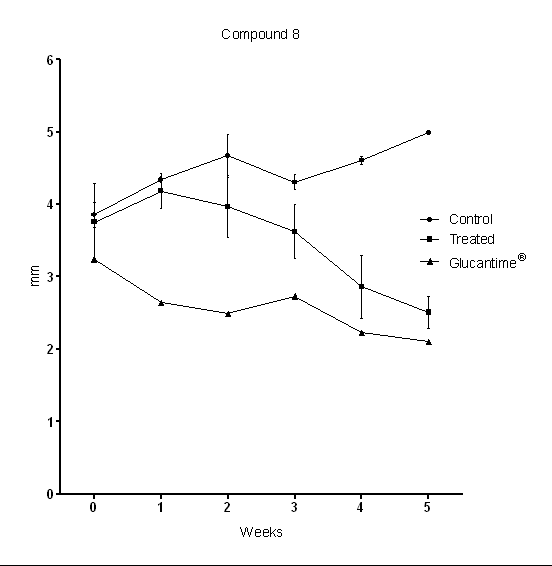 Compound 8
6
5
4
3
2
1
0
mm
0 1 2 3 4 5
Weeks
Control
Treated
Glucantime®